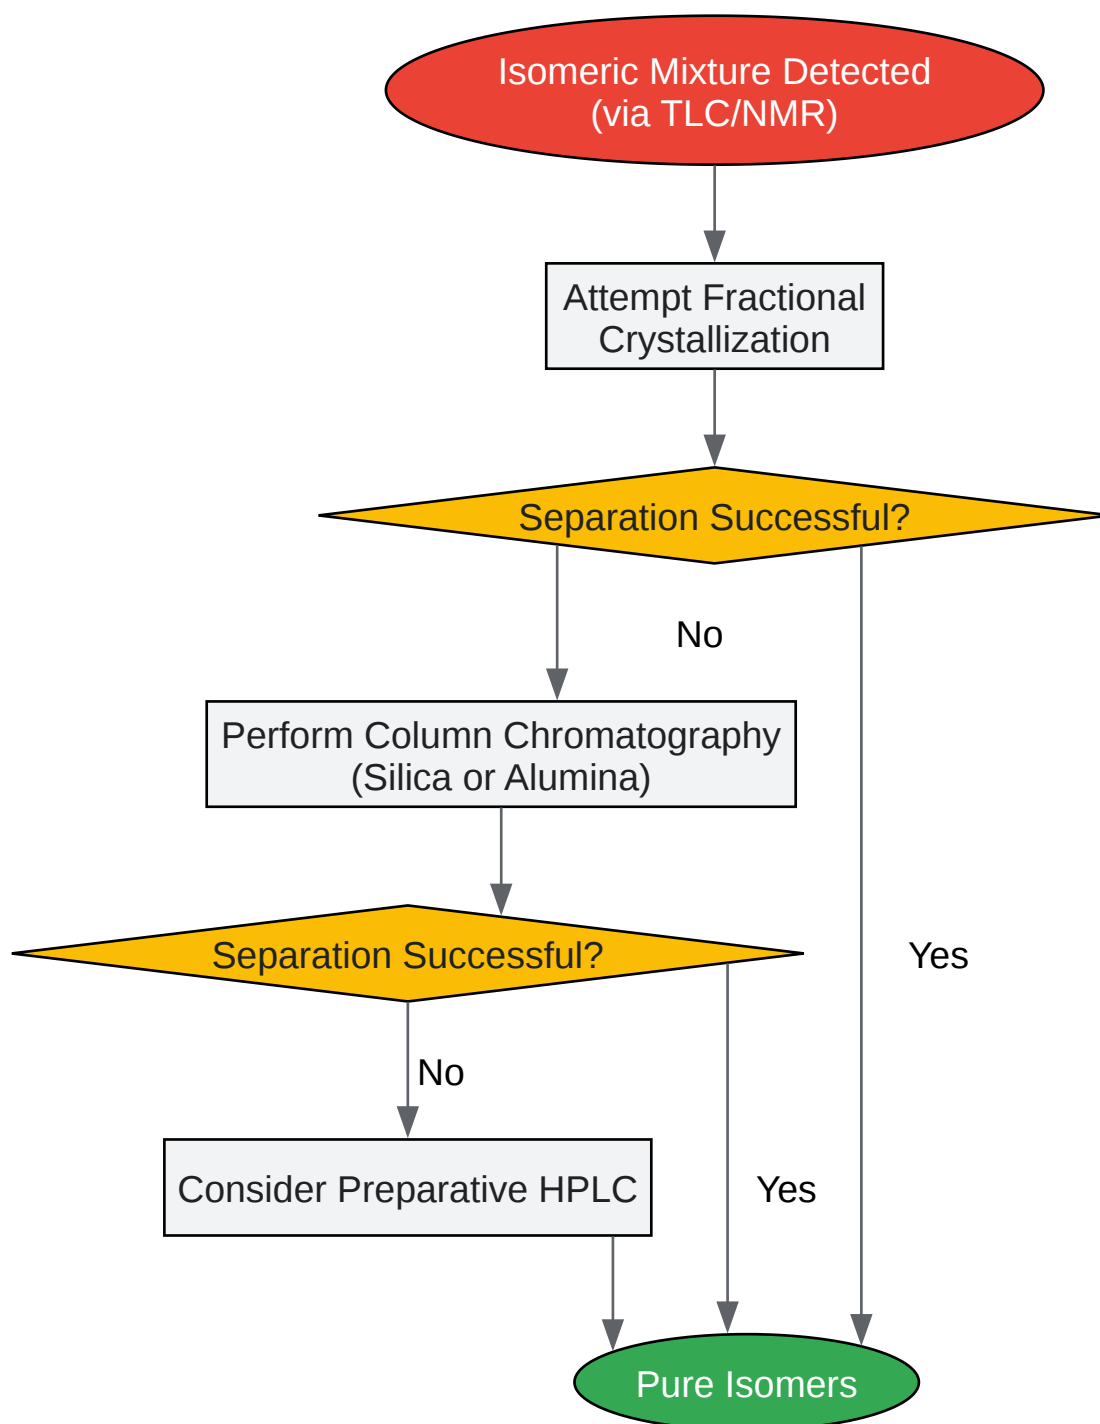 Isomeric Mixture Detected
(via TLC/NMR)
Attempt Fractional
Crystallization
Separation Successful?
No
Perform Column Chromatography
(Silica or Alumina)
Separation Successful?
Yes
No
Consider Preparative HPLC
Yes
Pure Isomers